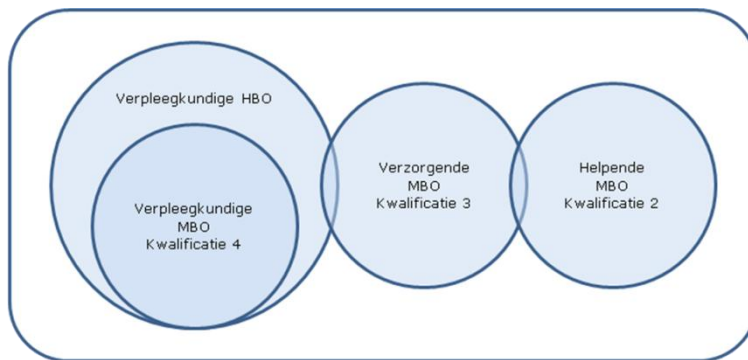 Verpleegkundige HBO
Verpleegkundige
MBO
Kwalificatie 4
Verzorgende
MBO
Kwalificatie 3
Helpende
MBO
Kwalificatie 2